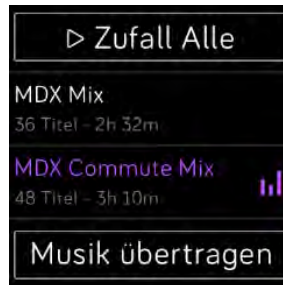 Zufall Alle
MDX Mix
36 Titel – 2h 32m
MDX Commute Mix
48 Titel – 3h 10m
Musik übertragen